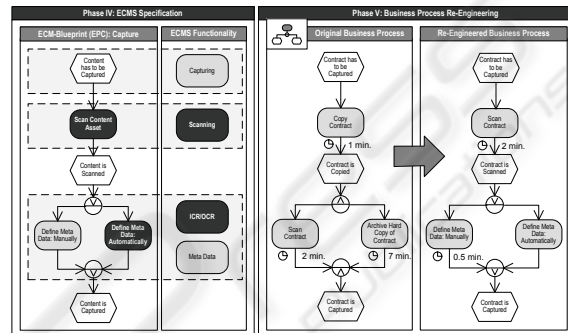 Phase IV: ECMS Specification
ECM-Blueprint (EPC): Capture
ECMS Functionality
Content
has to be
Captured
Capturing
Scan Content
Asset
Scanning
Content is
Scanned
V
Define Meta
Data: Manually
Define Meta
Data:
Automatically
ICR/OCR
Meta Data
V
Content is
Captured
Phase V: Business Process Re-Engineering
Original Business Process
Re-Engineered Business Process
Contract has
to be
Captured
Copy
Contract
1 min.
Contract is
Copied
V
Scan
Contract
2 min.
Archive Hard
Copy of
Contract
7 min.
V
Contract is
Captured
Contract has
to be
Captured
Scan
Contract
2 min.
Contract is
Scanned
V
Define Meta
Data: Manually
0.5 min.
Define Meta
Data:
Automatically
V
Contract is
Captured